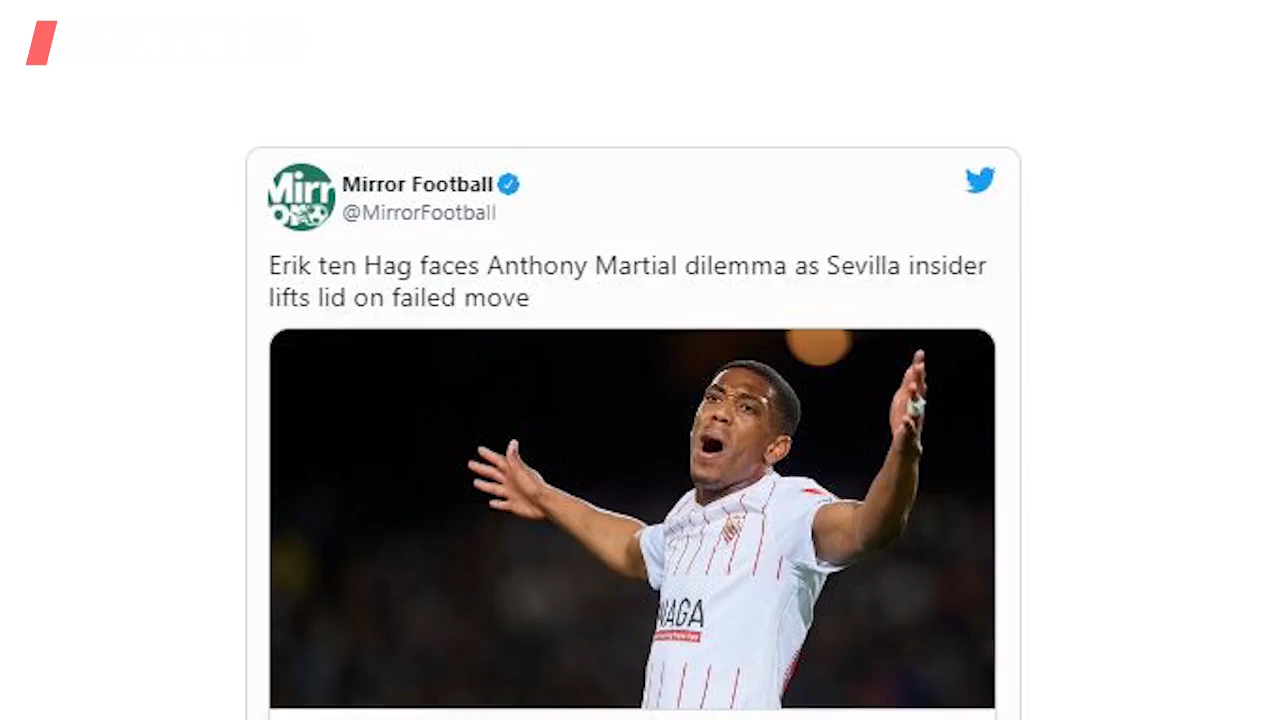 Mirror Football
@MirrorFootball
Erik ten Hag faces Anthony Martial dilemma as Sevilla insider
lifts lid on failed move
NAGA